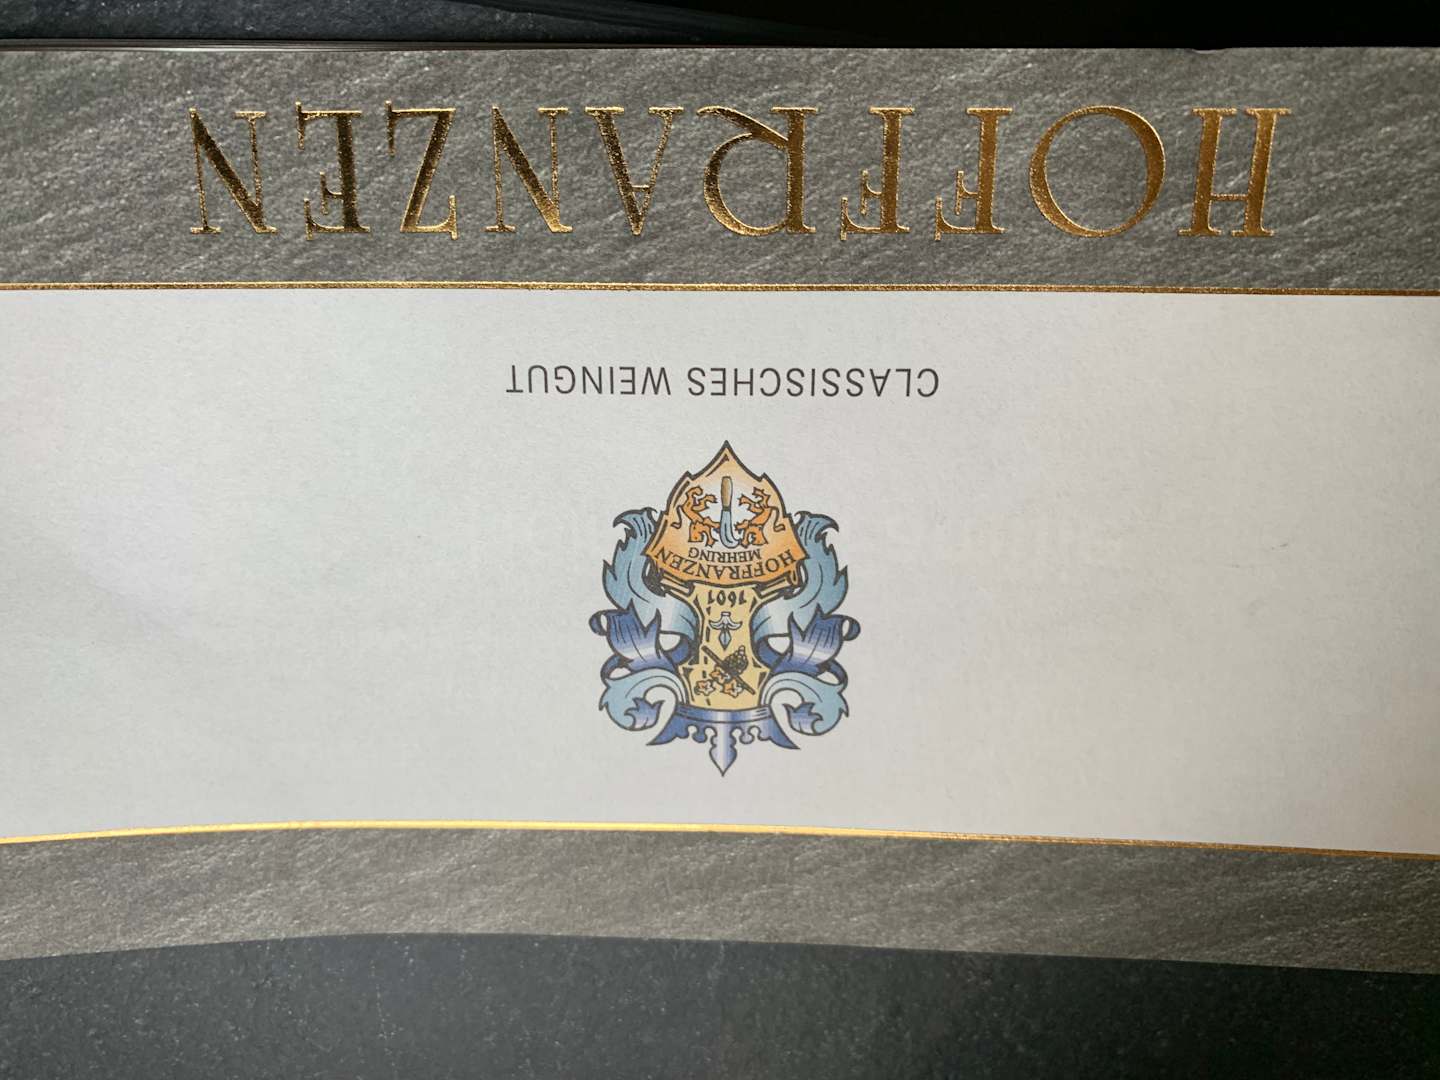 1601
MEHRING
HOFFRANZEN
CLASSISCHES WEINGUT
HOFFRANZEN